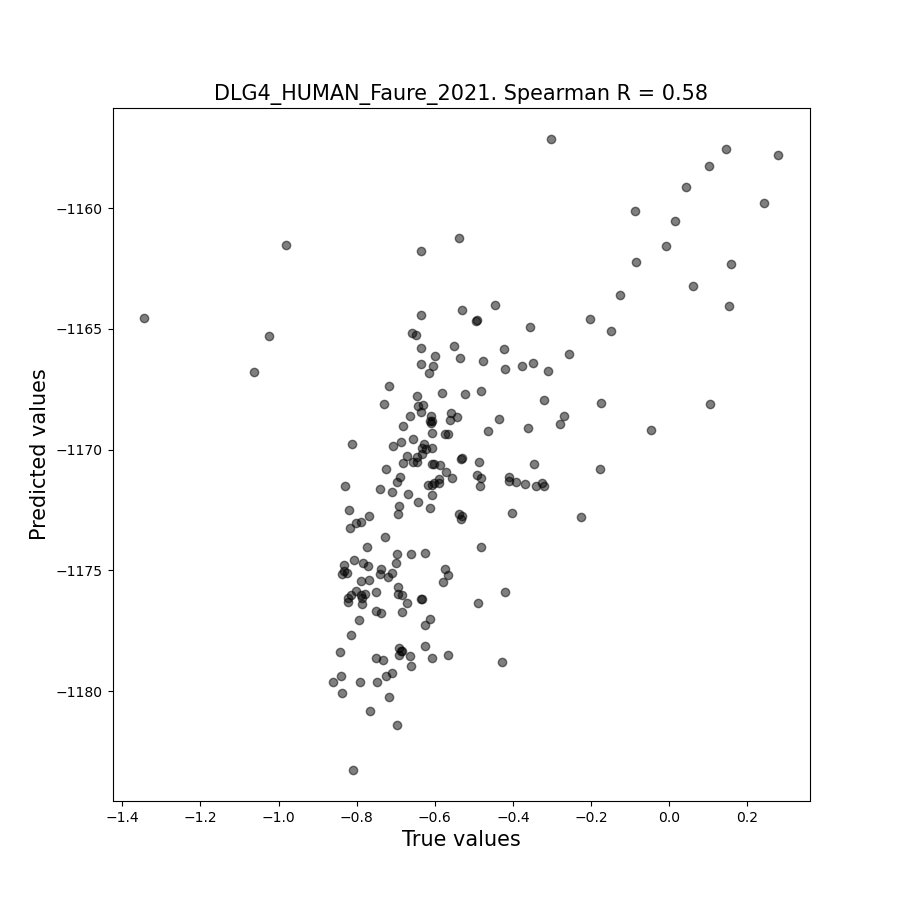 DLG4_HUMAN_Faure_2021. Spearman R = 0.58
Predicted values
−1160
−1165
−1170
−1175
−1180
−1.4 −1.2 −1.0 −0.8 −0.6 −0.4 −0.2 0.0 0.2
True values